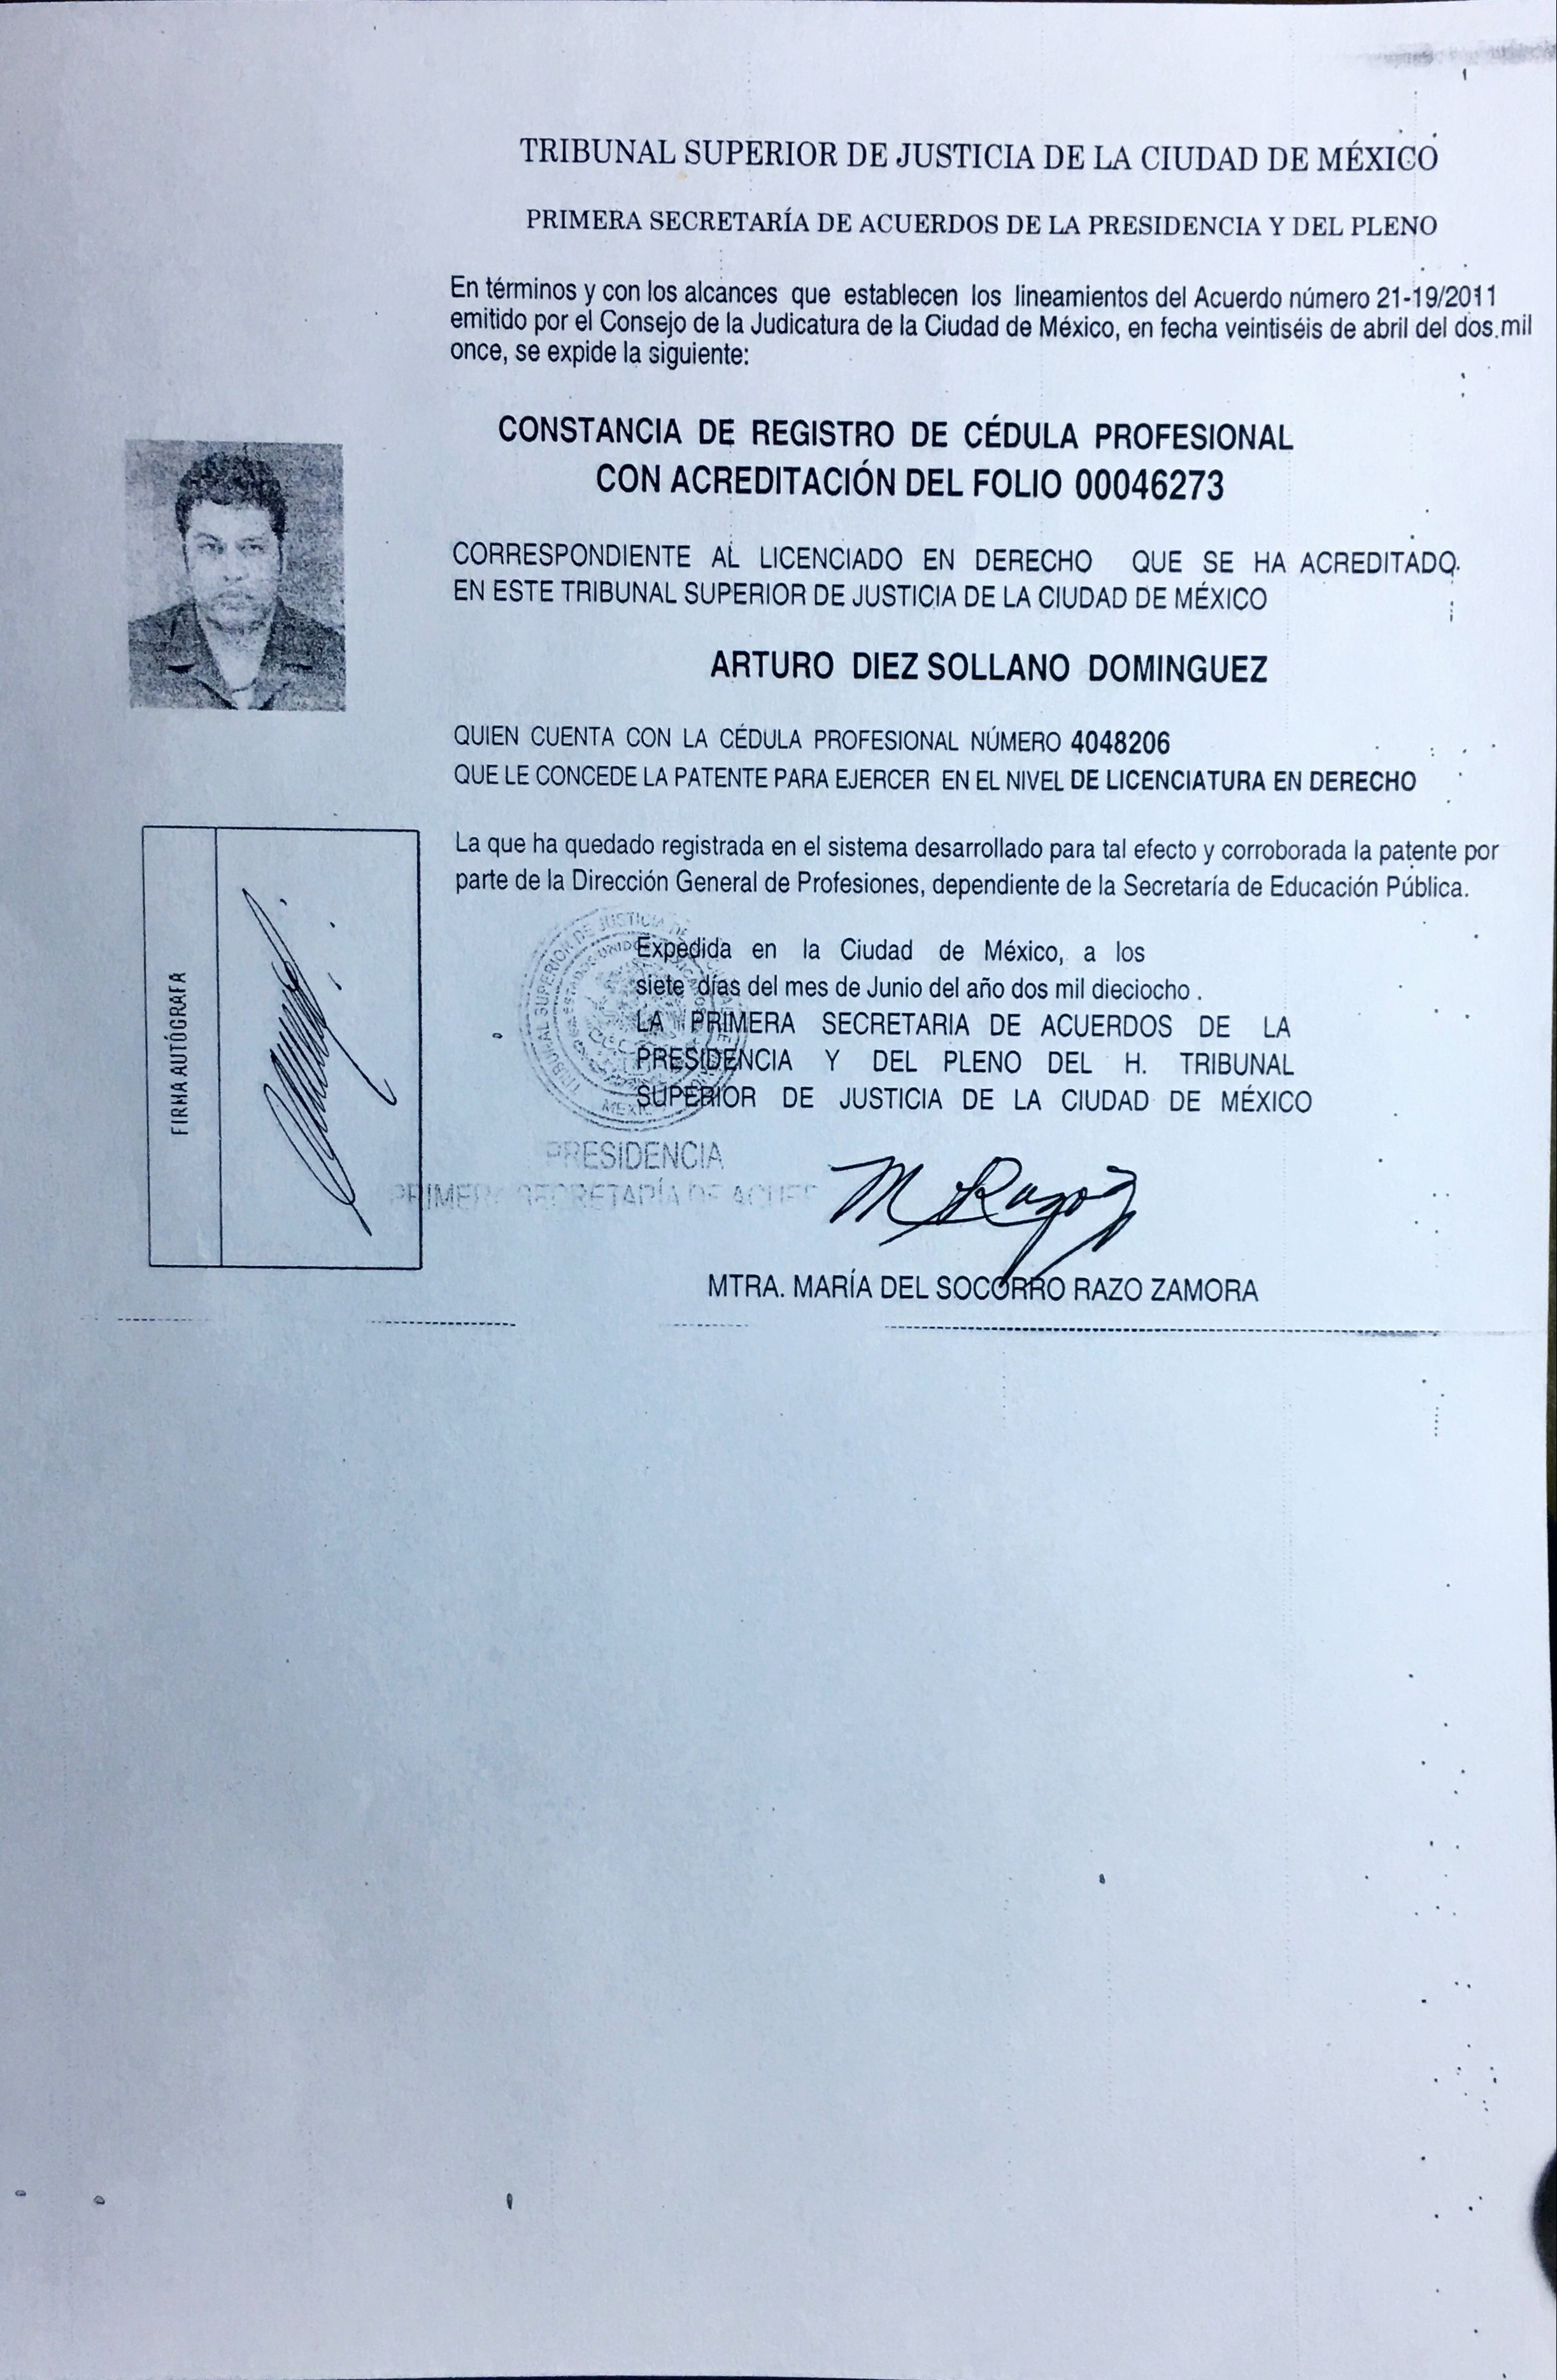 TRIBUNAL SUPERIOR DE JUSTICIA DE LA CIUDAD DE MÉXICO
PRIMERA SECRETARÍA DE ACUERDOS DE LA PRESIDENCIA Y DEL PLENO
En términos y con los alcances que establecen los lineamientos del Acuerdo número 21-19/2011
emitido por el Consejo de la Judicatura de la Ciudad de México, en fecha veintiséis de abril del dos mil
once, se expide la siguiente:
CONSTANCIA DE REGISTRO DE CÉDULA PROFESIONAL
CON ACREDITACIÓN DEL FOLIO 00046273
CORRESPONDIENTE AL LICENCIADO EN DERECHO QUE SE HA ACREDITADO
EN ESTE TRIBUNAL SUPERIOR DE JUSTICIA DE LA CIUDAD DE MÉXICO
ARTURO DIEZ SOLLANO DOMINGUEZ
QUIEN CUENTA CON LA CÉDULA PROFESIONAL NÚMERO 4048206
QUE LE CONCEDE LA PATENTE PARA EJERCER EN EL NIVEL DE LICENCIATURA EN DERECHO
La que ha quedado registrada en el sistema desarrollado para tal efecto y corroborada la patente por
parte de la Dirección General de Profesiones, dependiente de la Secretaría de Educación Pública.
FIRMA AUTÓGRAFA
Expedida en la Ciudad de México, a los
siete días del mes de Junio del año dos mil dieciocho .
LA PRIMERA SECRETARIA DE ACUERDOS DE LA
PRESIDENCIA Y DEL PLENO DEL H. TRIBUNAL
SUPERIOR DE JUSTICIA DE LA CIUDAD DE MÉXICO
TRIBUNAL SUPERIOR DE JUSTICIA DE
PRESIDENCIA
PRIMERA SECRETARÍA DE
M Razo Z
MTRA. MARÍA DEL SOCORRO RAZO ZAMORA